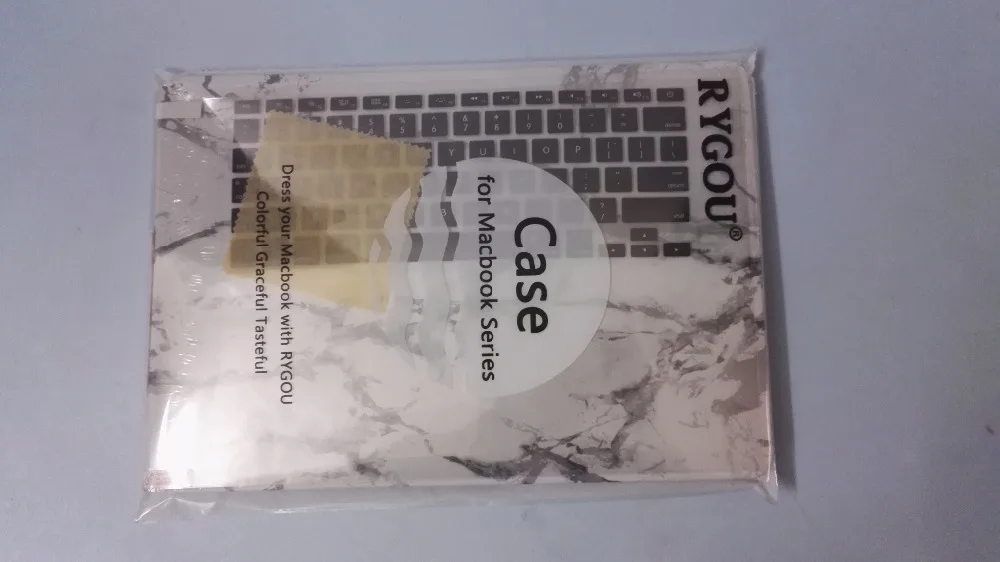 RYGOU®
Case
for Macbook Series
Dress your Macbook with RYGOU
Colorful Graceful Tasteful
Y U I O P